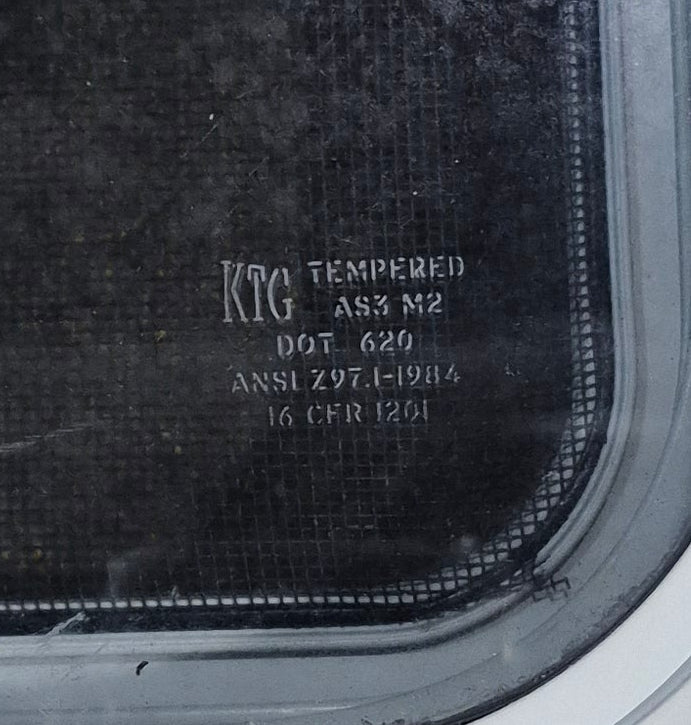 KTG TEMPERED
AS3 M2
DOT 620
ANSI Z97.1-1984
16 CFR 1201